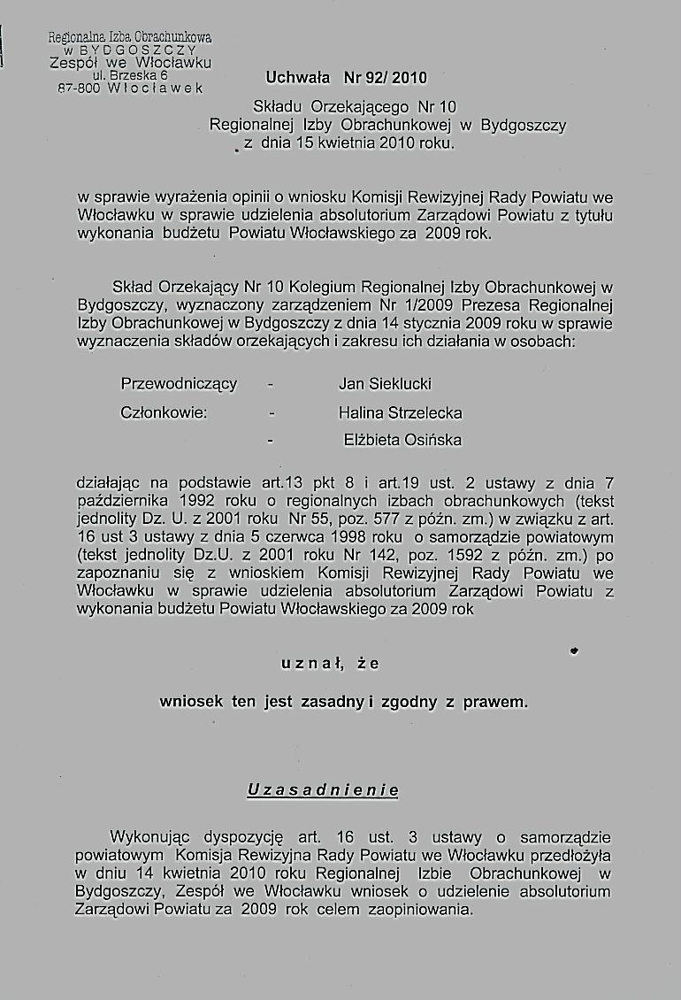 Regionalna Izba Obrachunkowa
w BYDGOSZCZY
Zespół we Włocławku
ul. Brzeska 6
87-800 Włocławek
Uchwała Nr 92/ 2010
Składu Orzekającego Nr 10
Regionalnej Izby Obrachunkowej w Bydgoszczy
z dnia 15 kwietnia 2010 roku.
w sprawie wyrażenia opinii o wniosku Komisji Rewizyjnej Rady Powiatu we
Włocławku w sprawie udzielenia absolutorium Zarządowi Powiatu z tytułu
wykonania budżetu Powiatu Włocławskiego za 2009 rok.
Skład Orzekający Nr 10 Kolegium Regionalnej Izby Obrachunkowej w
Bydgoszczy, wyznaczony zarządzeniem Nr 1/2009 Prezesa Regionalnej
Izby Obrachunkowej w Bydgoszczy z dnia 14 stycznia 2009 roku w sprawie
wyznaczenia składów orzekających i zakresu ich działania w osobach:
Przewodniczący - Jan Sieklucki
Członkowie: - Halina Strzelecka
- Elżbieta Osińska
działając na podstawie art.13 pkt 8 i art.19 ust. 2 ustawy z dnia 7
października 1992 roku o regionalnych izbach obrachunkowych (tekst
jednolity Dz. U. z 2001 roku Nr 55, poz. 577 z późn. zm.) w związku z art.
16 ust 3 ustawy z dnia 5 czerwca 1998 roku o samorządzie powiatowym
(tekst jednolity Dz.U. z 2001 roku Nr 142, poz. 1592 z późn. zm.) po
zapoznaniu się z wnioskiem Komisji Rewizyjnej Rady Powiatu we
Włocławku w sprawie udzielenia absolutorium Zarządowi Powiatu z
wykonania budżetu Powiatu Włocławskiego za 2009 rok
uznał, że
wniosek ten jest zasadny i zgodny z prawem.
Uzasadnienie
Wykonując dyspozycję art. 16 ust. 3 ustawy o samorządzie
powiatowym Komisja Rewizyjna Rady Powiatu we Włocławku przedłożyła
w dniu 14 kwietnia 2010 roku Regionalnej Izbie Obrachunkowej w
Bydgoszczy, Zespół we Włocławku wniosek o udzielenie absolutorium
Zarządowi Powiatu za 2009 rok celem zaopiniowania.